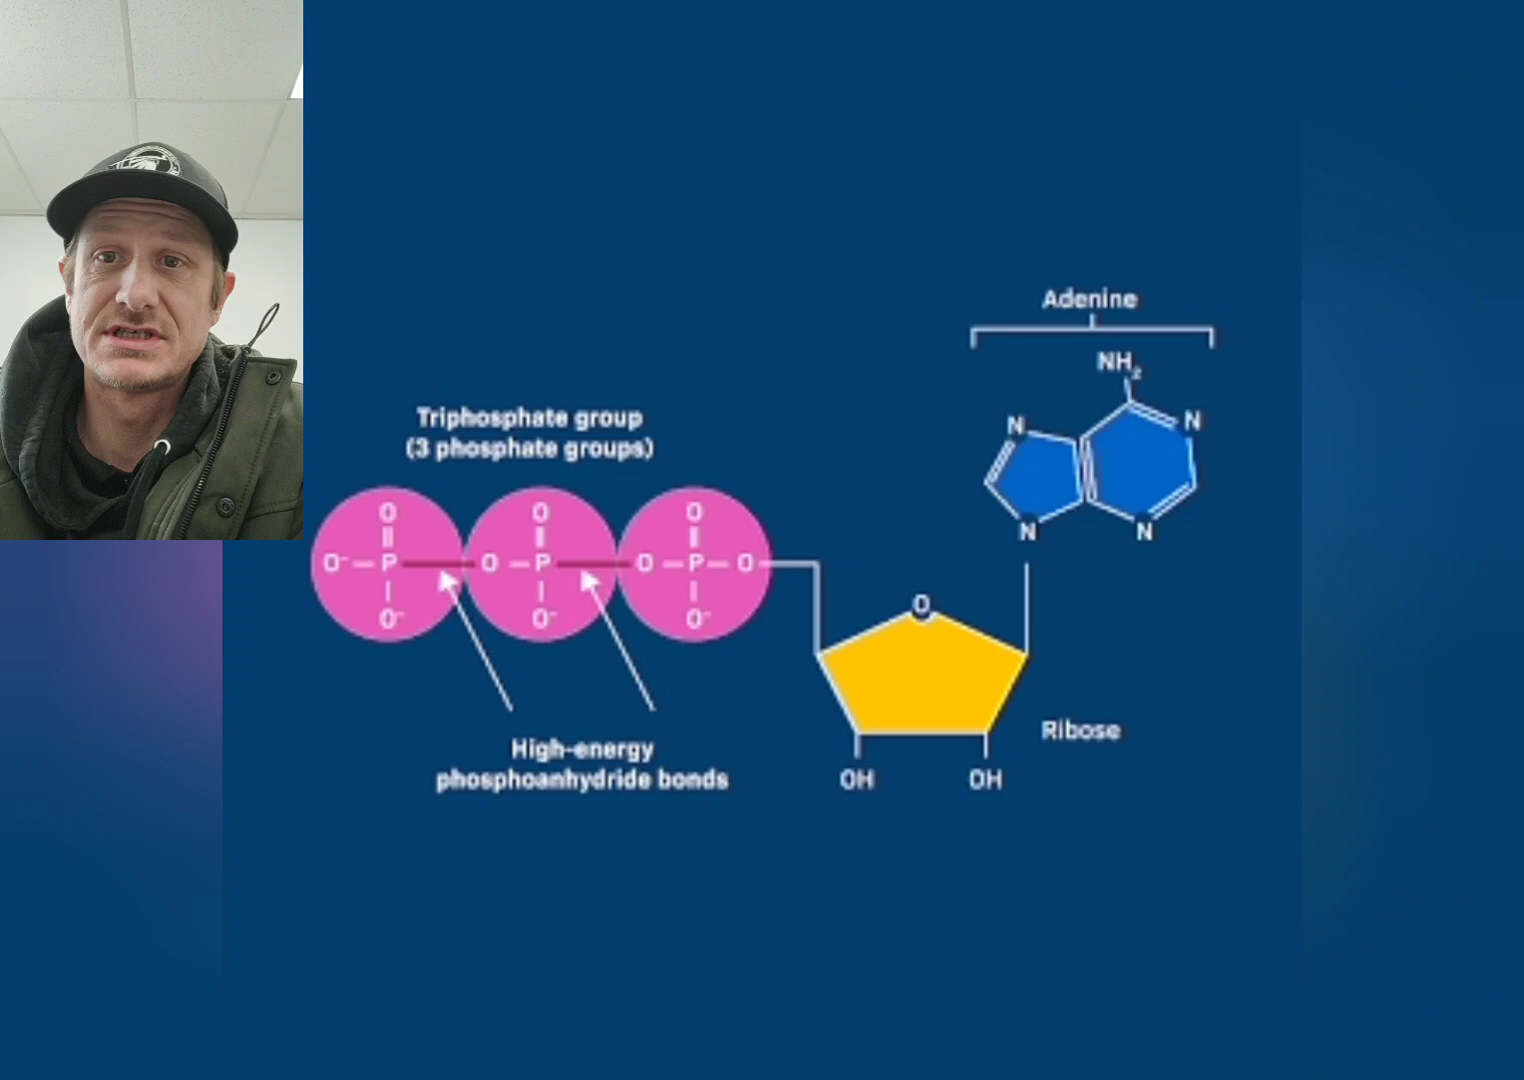 Adenine
NH₂
N
N
N
N
Triphosphate group
(3 phosphate groups)
O O O
O⁻ P O P O P O
O⁻ O⁻ O⁻
O
High-energy
phosphoanhydride bonds
Ribose
OH OH